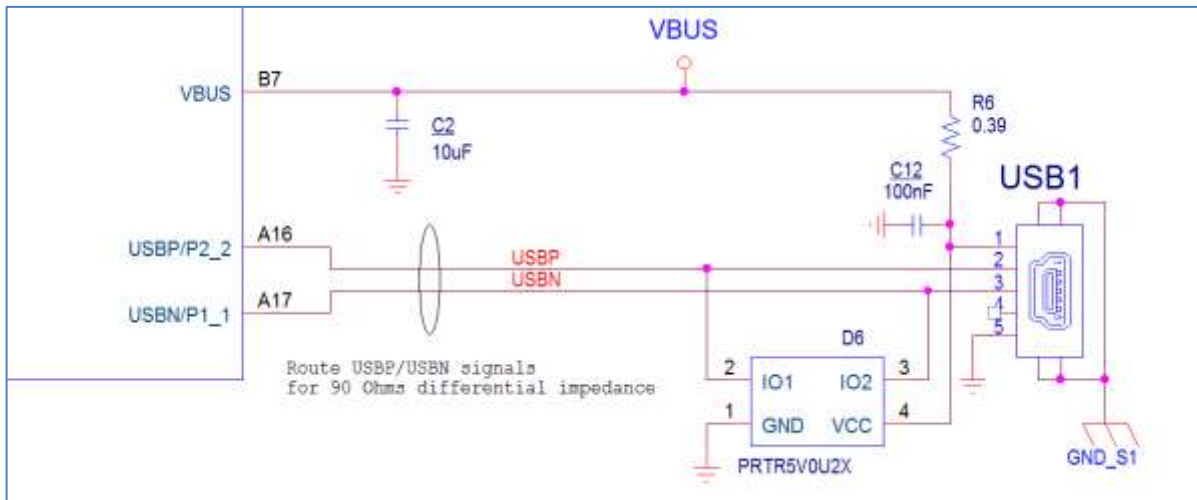 VBUS
VBUS
B7
R6
0.39
C2
10uF
C12
100nF
USB1
USBP/P2_2
A16
USBP
1
2
USBN
3
USBN/P1_1
A17
4
5
Route USBP/USBN signals
for 90 Ohms differential impedance
D6
2
IO1
IO2
3
1
GND
VCC
4
PRTR5V0U2X
GND_S1